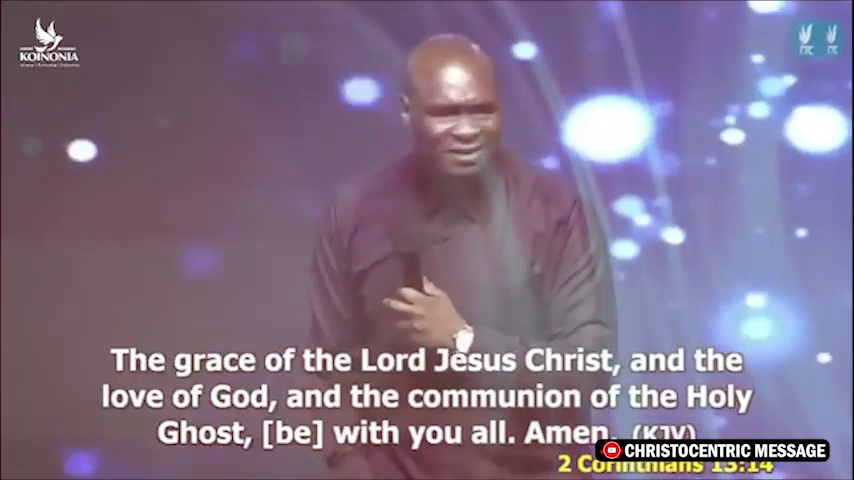 KOINONIA
The grace of the Lord Jesus Christ, and the
love of God, and the communion of the Holy
Ghost, [be] with you all. Amen. (KJV)
CHRISTOCENTRIC MESSAGE
2 Corinthians 13:14